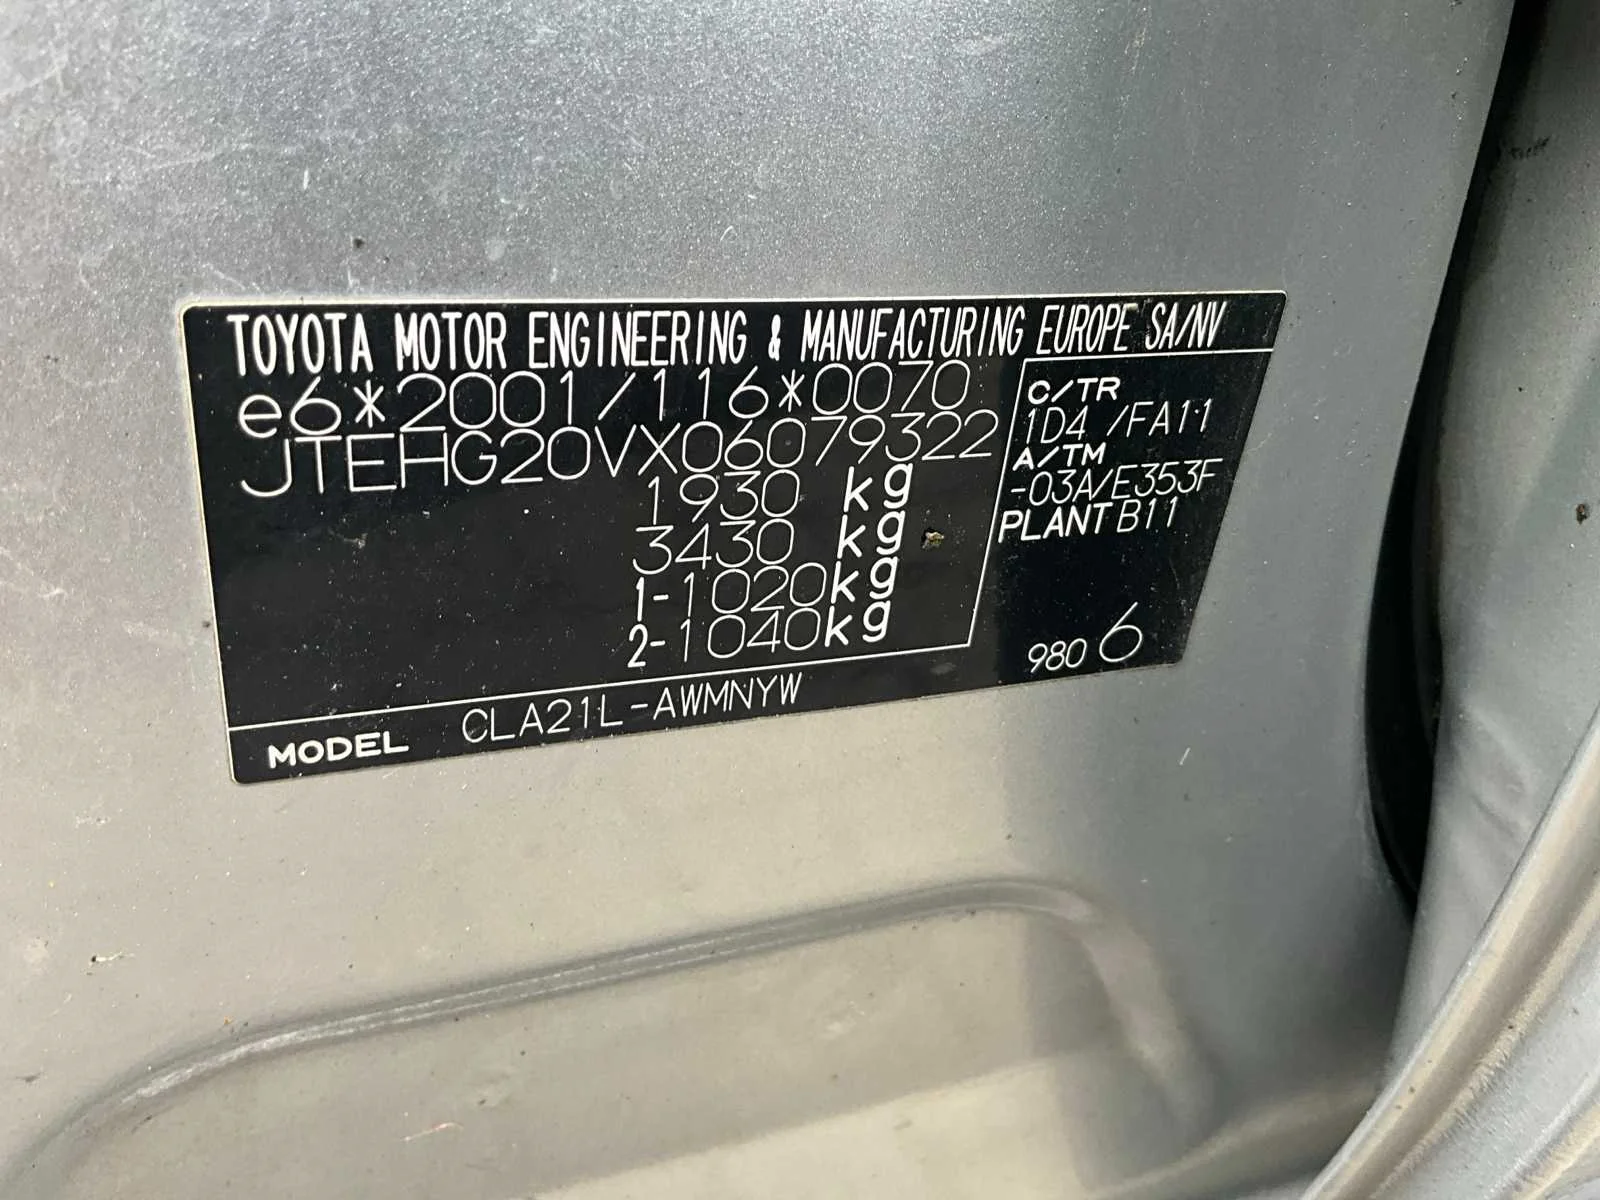 TOYOTA MOTOR ENGINEERING & MANUFACTURING EUROPE SA/NV
e6*2001/116*0070
JTEHG20VX06079322
1930 kg
3430 kg
1-1020kg
2-1040kg
C/TR
1D4 /FA11
A/TM
-03A/E353F
PLANT B11
980 6
MODEL CLA21L-AWMNYW